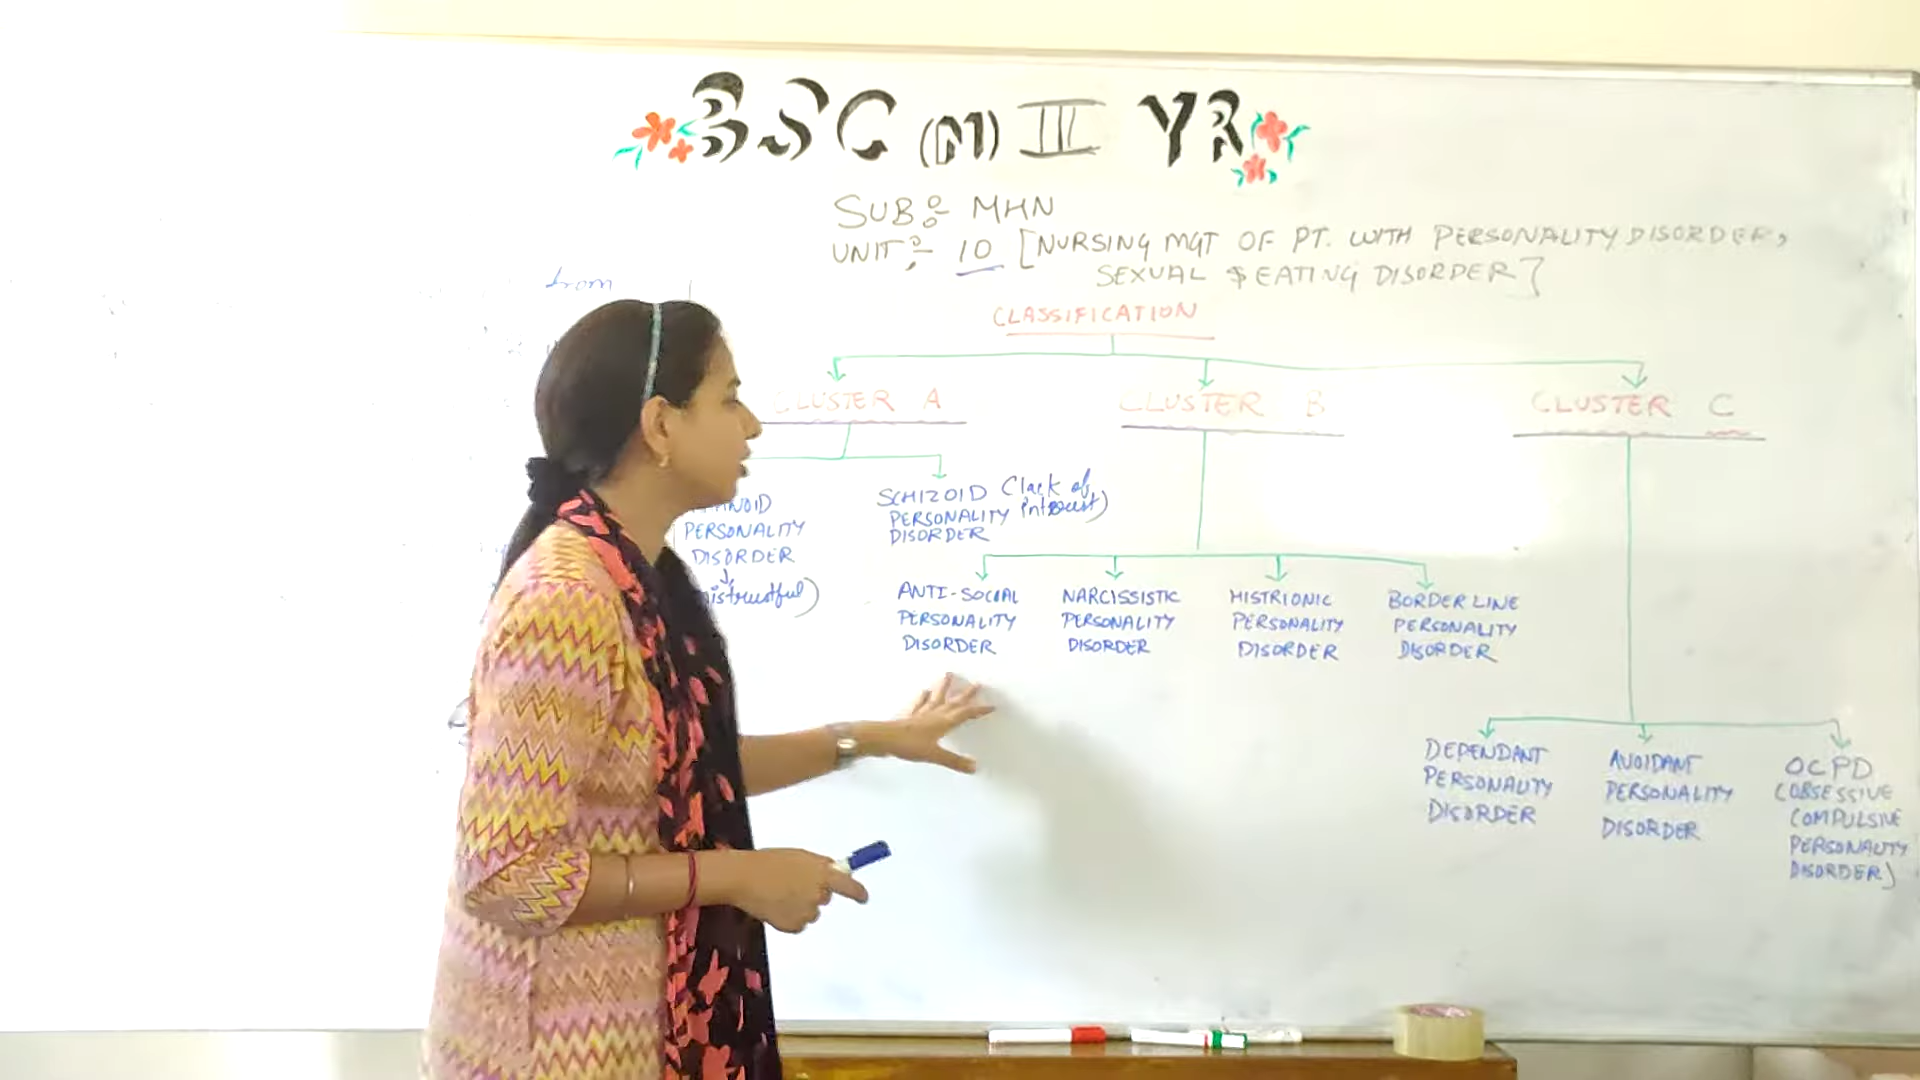 BSC (N) III YR
SUB:- MHN
UNIT:- 10 [NURSING MGT OF PT. WITH PERSONALITY DISORDER,
SEXUAL $ EATING DISORDER]
from
CLASSIFICATION
CLUSTER A
CLUSTER B
CLUSTER C
PERSONALITY
DISORDER
SCHIZOID (lack of
PERSONALITY interest)
DISORDER
ANTI-SOCIAL
PERSONALITY
DISORDER
NARCISSISTIC
PERSONALITY
DISORDER
HISTRIONIC
PERSONALITY
DISORDER
BORDER LINE
PERSONALITY
DISORDER
DEPENDANT
PERSONALITY
DISORDER
AVOIDANT
PERSONALITY
DISORDER
OCPD
(OBSESSIVE
COMPULSIVE
PERSONALITY
DISORDER)